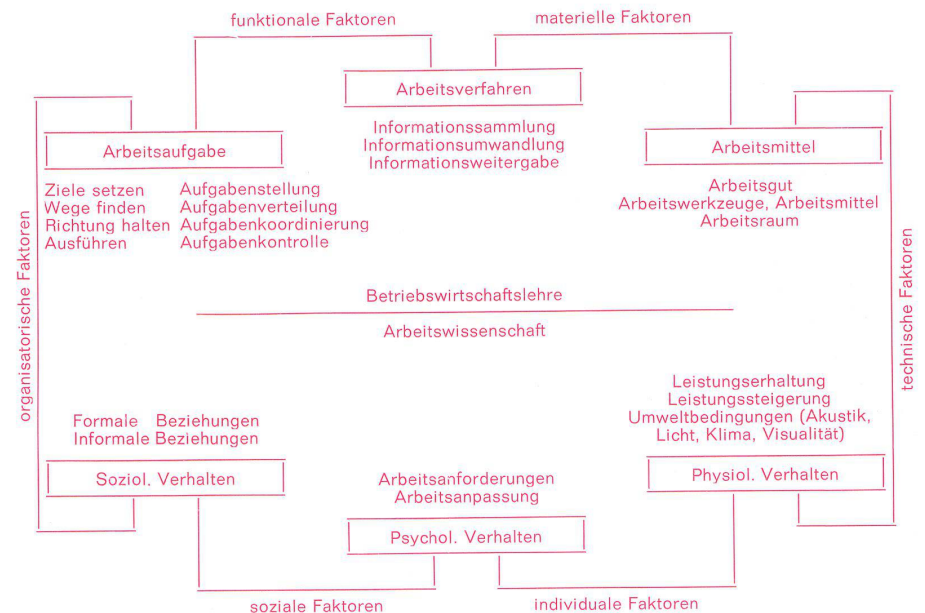 funktionale Faktoren
materielle Faktoren
Arbeitsverfahren
Informationssammlung
Informationsumwandlung
Informationsweitergabe
Arbeitsaufgabe
Ziele setzen Aufgabenstellung
Wege finden Aufgabenverteilung
Richtung halten Aufgabenkoordinierung
Ausführen Aufgabenkontrolle
Arbeitsmittel
Arbeitsgut
Arbeitswerkzeuge, Arbeitsmittel
Arbeitsraum
organisatorische Faktoren
technische Faktoren
Betriebswirtschaftslehre
Arbeitswissenschaft
Formale Beziehungen
Informale Beziehungen
Soziol. Verhalten
Arbeitsanforderungen
Arbeitsanpassung
Psychol. Verhalten
Leistungserhaltung
Leistungssteigerung
Umweltbedingungen (Akustik,
Licht, Klima, Visualität)
Physiol. Verhalten
soziale Faktoren
individuale Faktoren